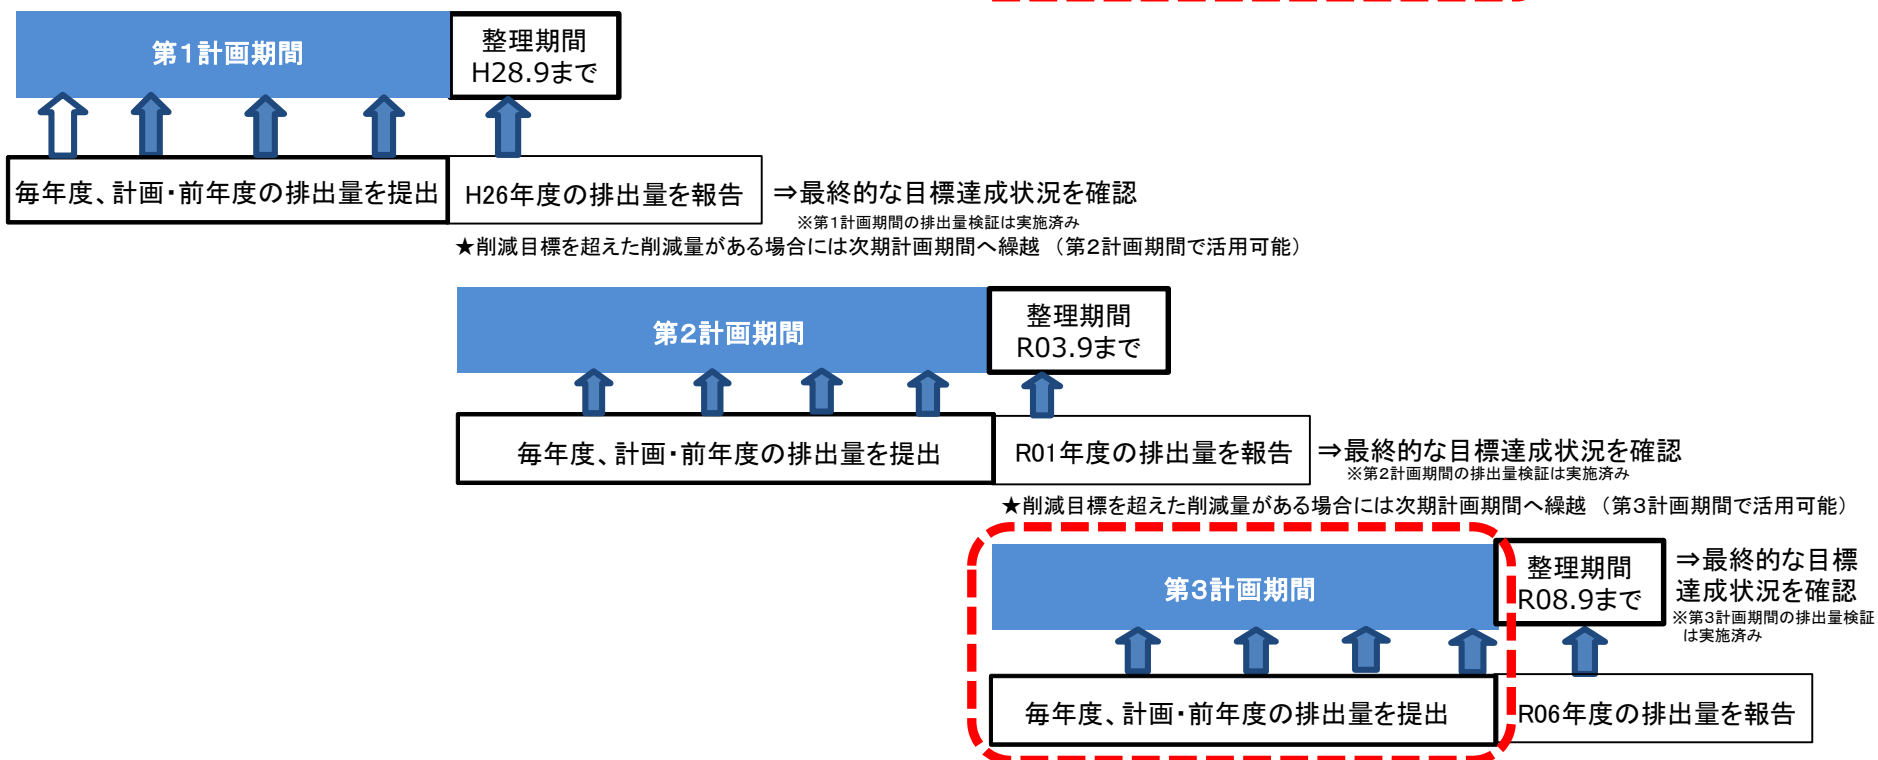 第１計画期間
整理期間
H28.9まで
毎年度、計画・前年度の排出量を提出
H26年度の排出量を報告
⇒最終的な目標達成状況を確認
※第１計画期間の排出量検証は実施済み
★削減目標を超えた削減量がある場合には次期計画期間へ繰越（第２計画期間で活用可能）
第２計画期間
整理期間
R03.9まで
毎年度、計画・前年度の排出量を提出
R01年度の排出量を報告
⇒最終的な目標達成状況を確認
※第２計画期間の排出量検証は実施済み
★削減目標を超えた削減量がある場合には次期計画期間へ繰越（第３計画期間で活用可能）
第３計画期間
整理期間
R08.9まで
⇒最終的な目標
達成状況を確認
※第３計画期間の排出量検証
は実施済み
毎年度、計画・前年度の排出量を提出
R06年度の排出量を報告